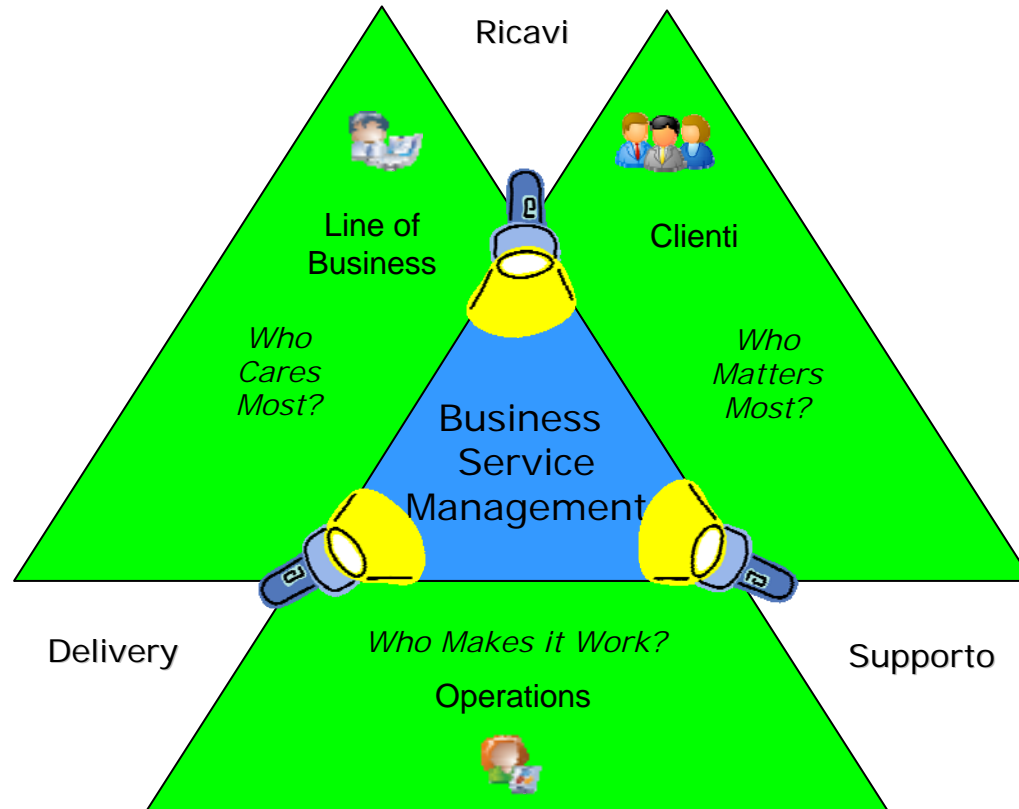 Ricavi
Line of
Business
Clienti
Who
Cares
Most?
Who
Matters
Most?
Business
Service
Management
Delivery
Who Makes it Work?
Supporto
Operations